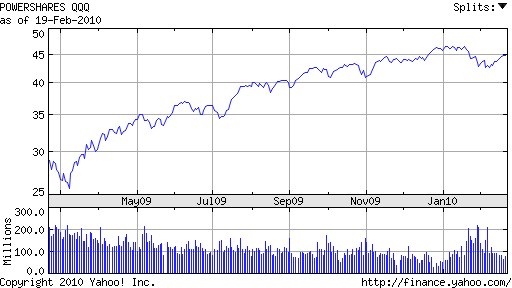 POWERSHARES QQQ Splits:▼
as of 19-Feb-2010
50
45
40
35
30
25
May09 Jul09 Sep09 Nov09 Jan10
300.0
200.0
100.0
0.0
Millions
Copyright 2010 Yahoo! Inc. http://finance.yahoo.com/